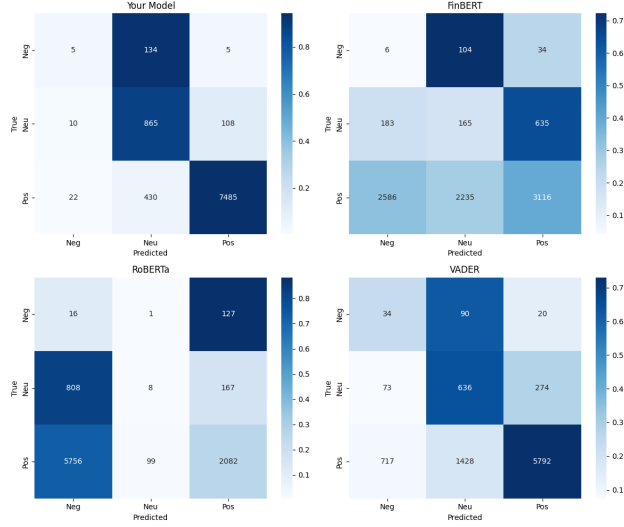 Your Model
Neg 5 134 5
Neu 10 865 108
Pos 22 430 7485
True
Neg Neu Pos
Predicted
0.8
0.6
0.4
0.2
FinBERT
Neg 6 104 34
Neu 183 165 635
Pos 2586 2235 3116
True
Neg Neu Pos
Predicted
0.7
0.6
0.5
0.4
0.3
0.2
0.1
RoBERTa
Neg 16 1 127
Neu 808 8 167
Pos 5756 99 2082
True
Neg Neu Pos
Predicted
0.8
0.7
0.6
0.5
0.4
0.3
0.2
0.1
VADER
Neg 34 90 20
Neu 73 636 274
Pos 717 1428 5792
True
Neg Neu Pos
Predicted
0.7
0.6
0.5
0.4
0.3
0.2
0.1